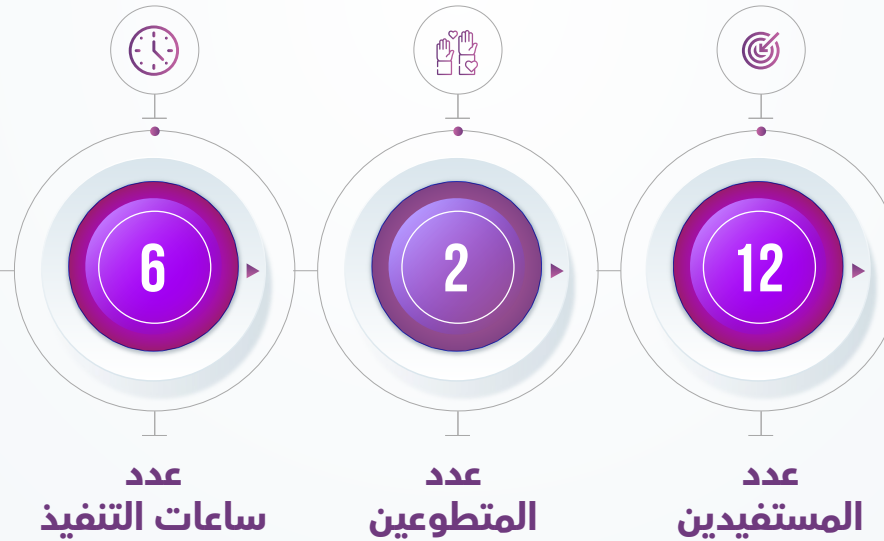 12
عدد
المستفيدين
2
عدد
المتطوعين
6
عدد
ساعات التنفيذ